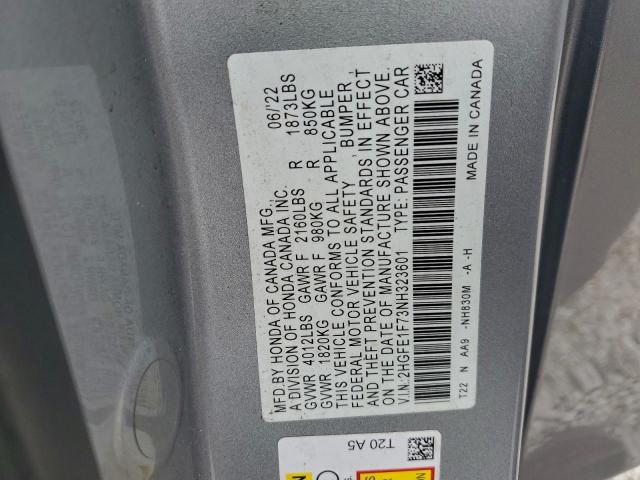 MFD.BY HONDA OF CANADA MFG., 06/'22
A DIVISION OF HONDA CANADA INC.
GVWR 4012LBS GAWR F 2160LBS R 1873LBS
GVWR 1820KG GAWR F 980KG R 850KG
THIS VEHICLE CONFORMS TO ALL APPLICABLE
FEDERAL MOTOR VEHICLE SAFETY, BUMPER,
AND THEFT PREVENTION STANDARDS IN EFFECT
ON THE DATE OF MANUFACTURE SHOWN ABOVE.
V.I.N.:2HGFE1F73NH323601 TYPE: PASSENGER CAR
T22 N AA9 -NH830M -A -H MADE IN CANADA
T20 A5